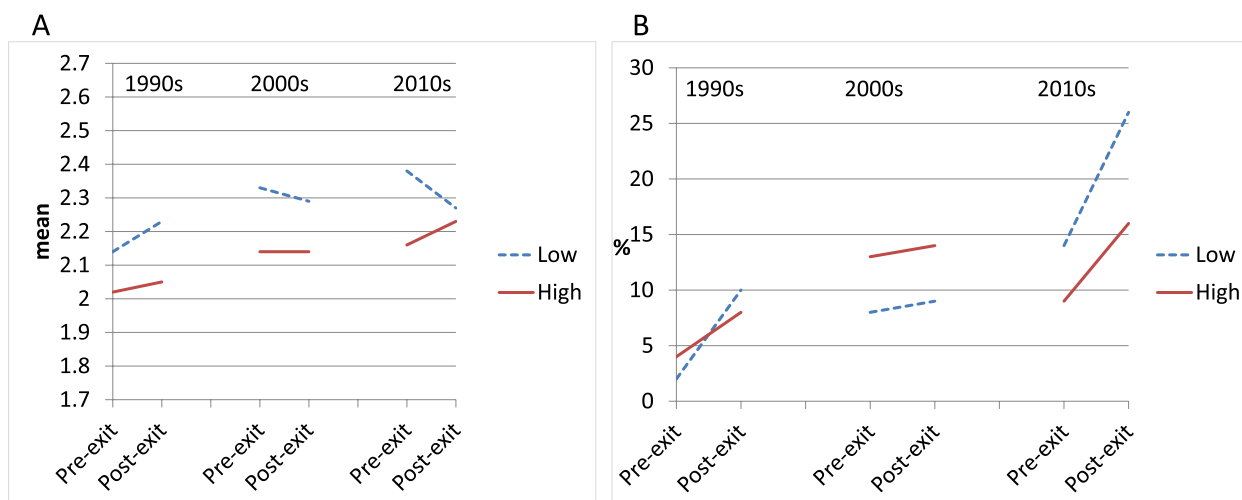 A
2.7
2.6
2.5
2.4
2.3
2.2
2.1
2
1.9
1.8
1.7
mean
1990s 2000s 2010s
Pre-exit Post-exit Pre-exit Post-exit Pre-exit Post-exit
Low
High
B
30
25
20
15
10
5
0
%
1990s 2000s 2010s
Pre-exit Post-exit Pre-exit Post-exit Pre-exit Post-exit
Low
High